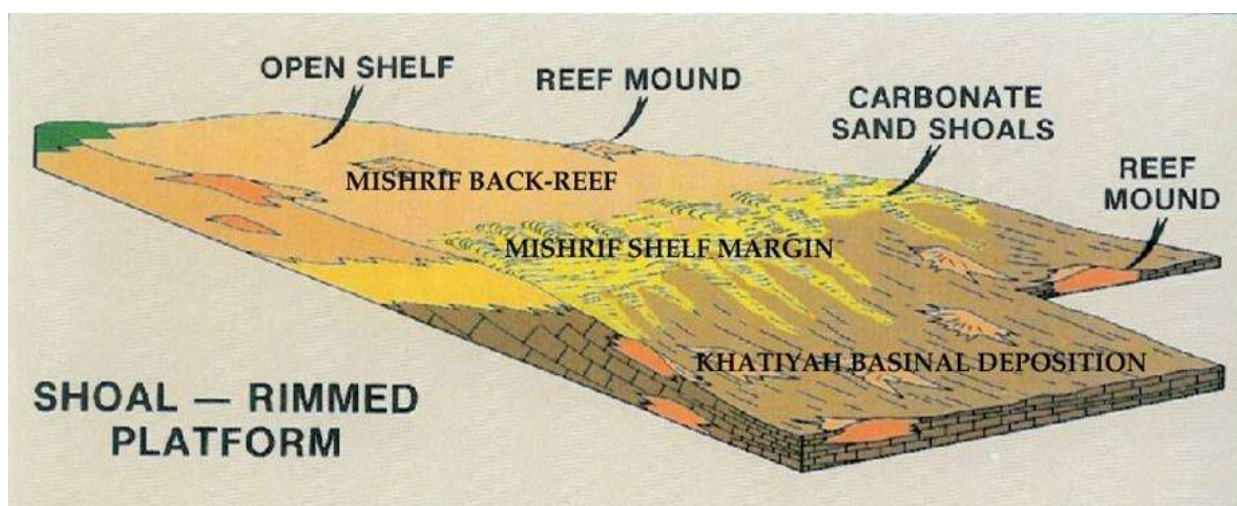 OPEN SHELF
REEF MOUND
CARBONATE
SAND SHOALS
REEF
MOUND
MISHRIF BACK-REEF
MISHRIF SHELF MARGIN
KHATIYAH BASINAL DEPOSITION
SHOAL — RIMMED
PLATFORM